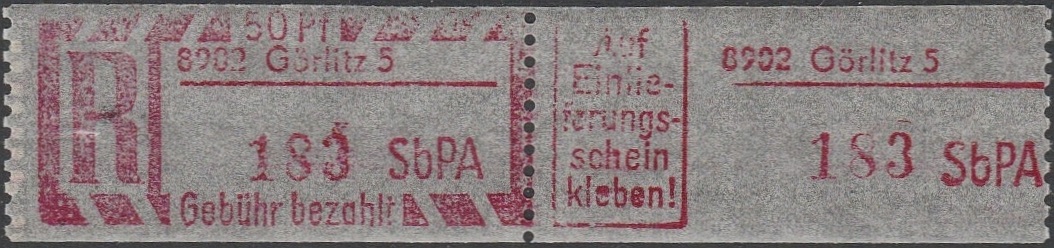 50 Pf
R
8902 Görlitz 5
183 SbPA
Gebühr bezahlt
Auf
Einlie-
ferungs-
schein
kleben!
8902 Görlitz 5
183 SbPA